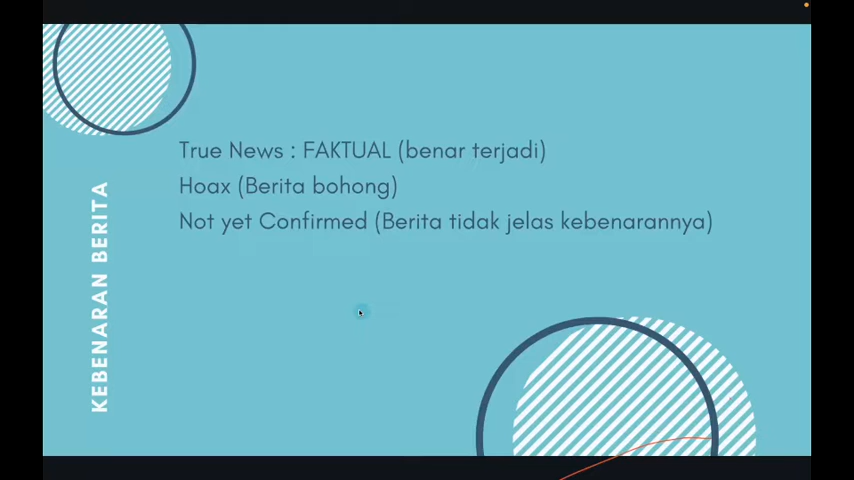 True News : FAKTUAL (benar terjadi)
Hoax (Berita bohong)
Not yet Confirmed (Berita tidak jelas kebenarannya)
KEBENARAN BERITA